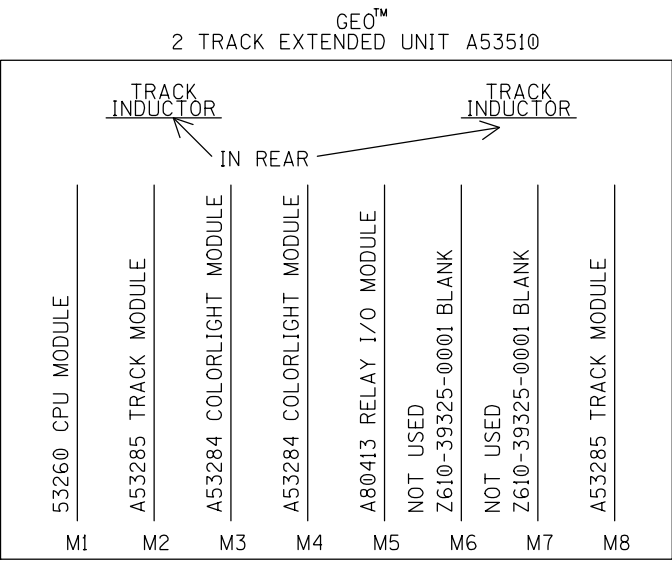 GEO™
2 TRACK EXTENDED UNIT A53510
TRACK
INDUCTOR
TRACK
INDUCTOR
IN REAR
53260 CPU MODULE
A53285 TRACK MODULE
A53284 COLORLIGHT MODULE
A53284 COLORLIGHT MODULE
A80413 RELAY I/O MODULE
NOT USED
Z610-39325-0001 BLANK
NOT USED
Z610-39325-0001 BLANK
A53285 TRACK MODULE
M1 M2 M3 M4 M5 M6 M7 M8